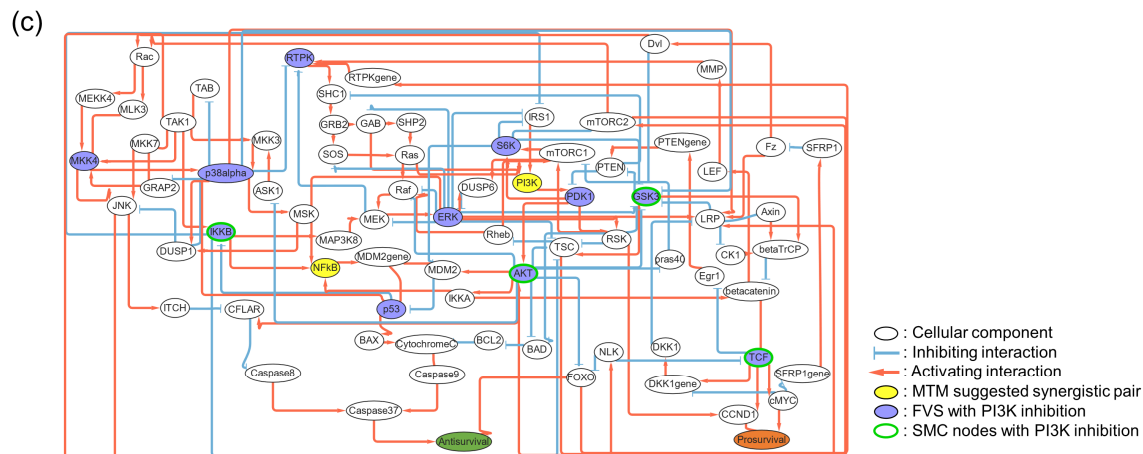 (c)
Dvl
Rac
RTPK
MMP
RTPKgene
TAB
SHC1
MEKK4
MLK3
IRS1
mTORC2
TAK1
GRB2
GAB
SHP2
MKK7
MKK3
S6K
PTENgene
Fz
SFRP1
SOS
Ras
mTORC1
MKK4
p38alpha
PTEN
LEF
PI3K
GRAP2
ASK1
Raf
DUSP6
PDK1
GSK3
JNK
MSK
MEK
ERK
LRP
Axin
IKKB
MAP3K8
Rheb
TSC
RSK
DUSP1
MDM2gene
CK1
betaTrCP
pras40
NFkB
MDM2
AKT
Egr1
IKKA
betacatenin
ITCH
CFLAR
p53
BAX
CytochromeC
BCL2
BAD
NLK
DKK1
TCF
Caspase8
Caspase9
FOXO
DKK1gene
SFRP1gene
cMYC
Caspase37
CCND1
Antisurvival
Prosurvival
: Cellular component
: Inhibiting interaction
: Activating interaction
: MTM suggested synergistic pair
: FVS with PI3K inhibition
: SMC nodes with PI3K inhibition